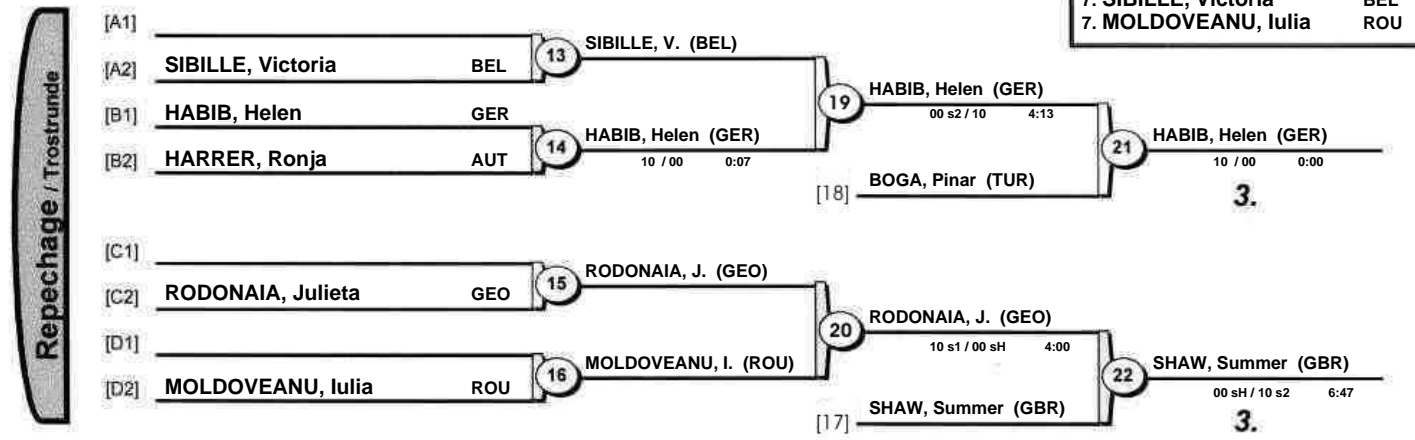 7. SIBILLE, Victoria BEL
7. MOLDOVEANU, Iulia ROU
Repechage / Trostrunde
[A1]
13 SIBILLE, V. (BEL)
[A2] SIBILLE, Victoria BEL
19 HABIB, Helen (GER)
00 s2 / 10 4:13
[B1] HABIB, Helen GER
14 HABIB, Helen (GER)
10 / 00 0:07
21 HABIB, Helen (GER)
10 / 00 0:00
[B2] HARRER, Ronja AUT
[18] BOGA, Pinar (TUR)
3.
[C1]
15 RODONAIA, J. (GEO)
[C2] RODONAIA, Julieta GEO
20 RODONAIA, J. (GEO)
10 s1 / 00 sH 4:00
[D1]
16 MOLDOVEANU, I. (ROU)
22 SHAW, Summer (GBR)
00 sH / 10 s2 6:47
[D2] MOLDOVEANU, Iulia ROU
[17] SHAW, Summer (GBR)
3.